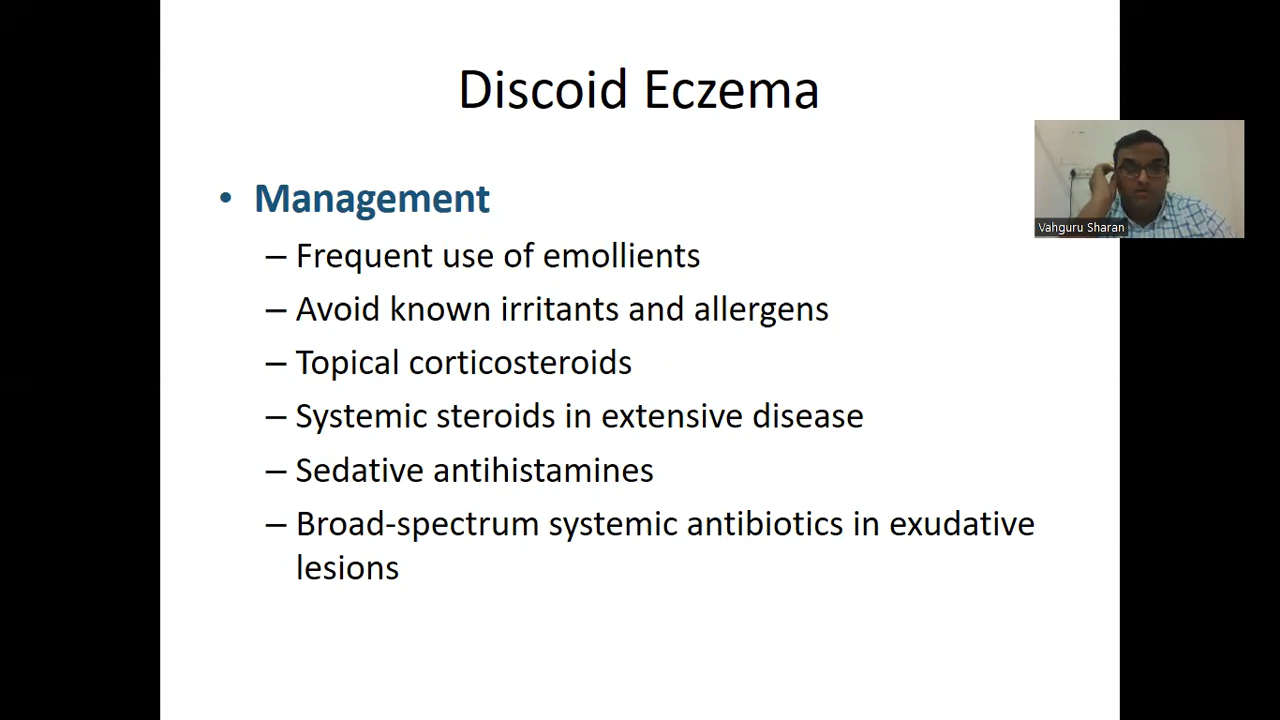 Discoid Eczema
• Management
– Frequent use of emollients
– Avoid known irritants and allergens
– Topical corticosteroids
– Systemic steroids in extensive disease
– Sedative antihistamines
– Broad-spectrum systemic antibiotics in exudative
lesions
Vahguru Sharan